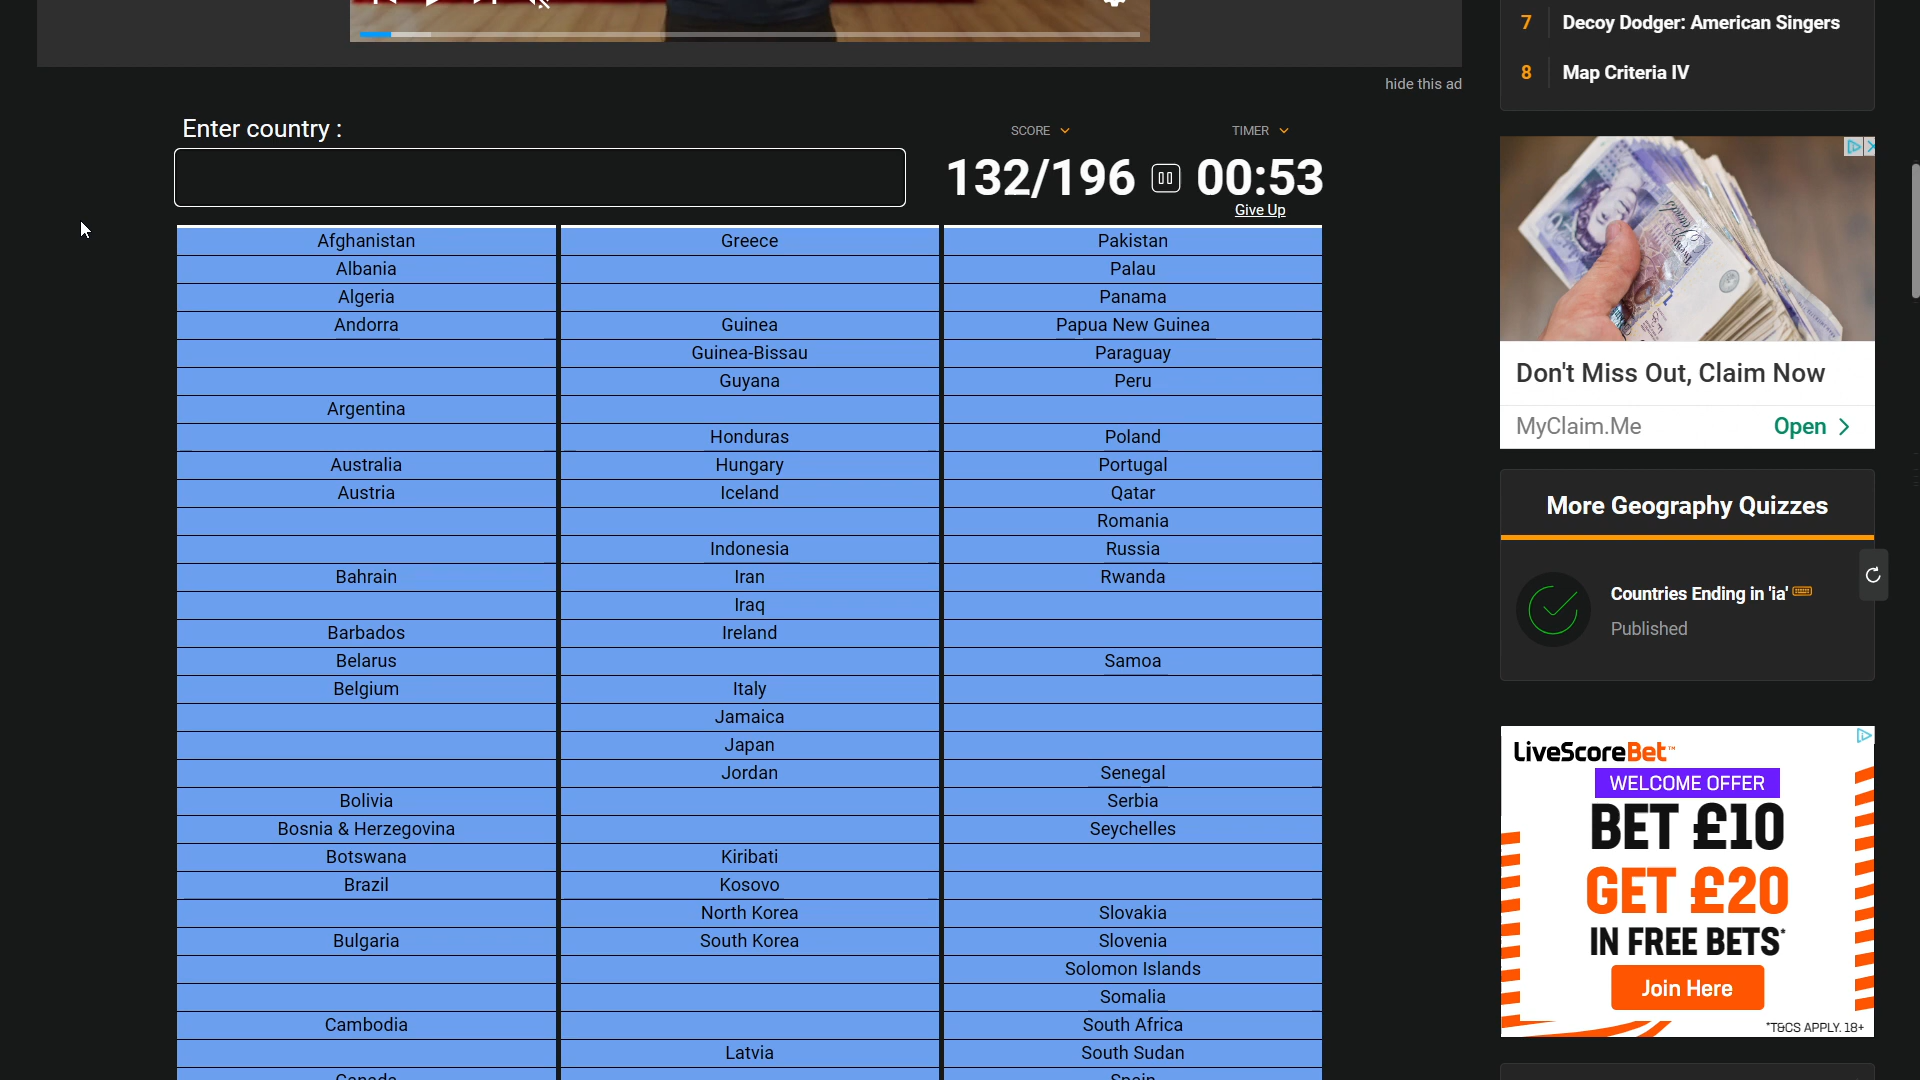 hide this ad
7 Decoy Dodger: American Singers
8 Map Criteria IV
Enter country :
SCORE
TIMER
132/196
00:53
Give Up
Afghanistan
Albania
Algeria
Andorra
Argentina
Australia
Austria
Bahrain
Barbados
Belarus
Belgium
Bolivia
Bosnia & Herzegovina
Botswana
Brazil
Bulgaria
Cambodia
Canada
Greece
Guinea
Guinea-Bissau
Guyana
Honduras
Hungary
Iceland
Indonesia
Iran
Iraq
Ireland
Italy
Jamaica
Japan
Jordan
Kiribati
Kosovo
North Korea
South Korea
Latvia
Pakistan
Palau
Panama
Papua New Guinea
Paraguay
Peru
Poland
Portugal
Qatar
Romania
Russia
Rwanda
Samoa
Senegal
Serbia
Seychelles
Slovakia
Slovenia
Solomon Islands
Somalia
South Africa
South Sudan
Spain
Don't Miss Out, Claim Now
MyClaim.Me
Open
More Geography Quizzes
Countries Ending in 'ia'
Published
LiveScoreBet™
WELCOME OFFER
BET £10
GET £20
IN FREE BETS*
Join Here
*T&CS APPLY. 18+